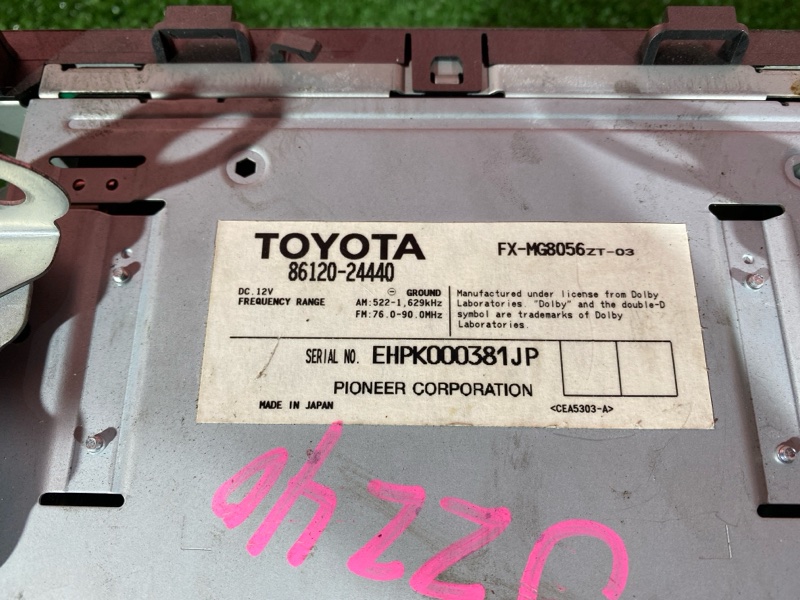 TOYOTA
FX-MG8056ZT-03
86120-24440
DC. 12V ⊖ GROUND
FREQUENCY RANGE AM:522-1,629kHz
FM:76.0-90.0MHz
Manufactured under license from Dolby
Laboratories. "Dolby" and the double-D
symbol are trademarks of Dolby
Laboratories.
SERIAL NO. EHPK000381JP
PIONEER CORPORATION
MADE IN JAPAN <CEA5303-A>